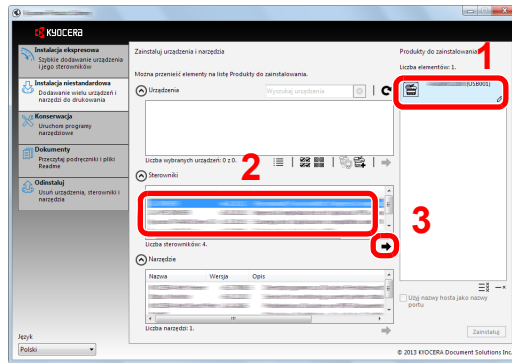 KYOCERA
Instalacja ekspresowa
Szybkie dodawanie urządzenia
i jego sterowników
Instalacja niestandardowa
Dodawanie wielu urządzeń i
narzędzi do drukowania
Konserwacja
Uruchom programy
narzędziowe
Dokumenty
Przeczytaj podręczniki i pliki
Readme
Odinstaluj
Usuń urządzenia, sterowniki i
narzędzia
Język
Polski
Zainstaluj urządzenia i narzędzia
Można przenieść elementy na listę Produkty do zainstalowania.
Urządzenia
Wyszukaj urządzenia
Liczba wybranych urządzeń: 0 z 0.
2
Sterowniki
3
Liczba sterowników: 4.
Narzędzie
Nazwa Wersja Opis
Liczba narzędzi: 1.
Produkty do zainstalowania
1
Liczba elementów: 1.
(USB001)
Użyj nazwy hosta jako nazwy
portu
Zainstaluj
© 2013 KYOCERA Document Solutions Inc.